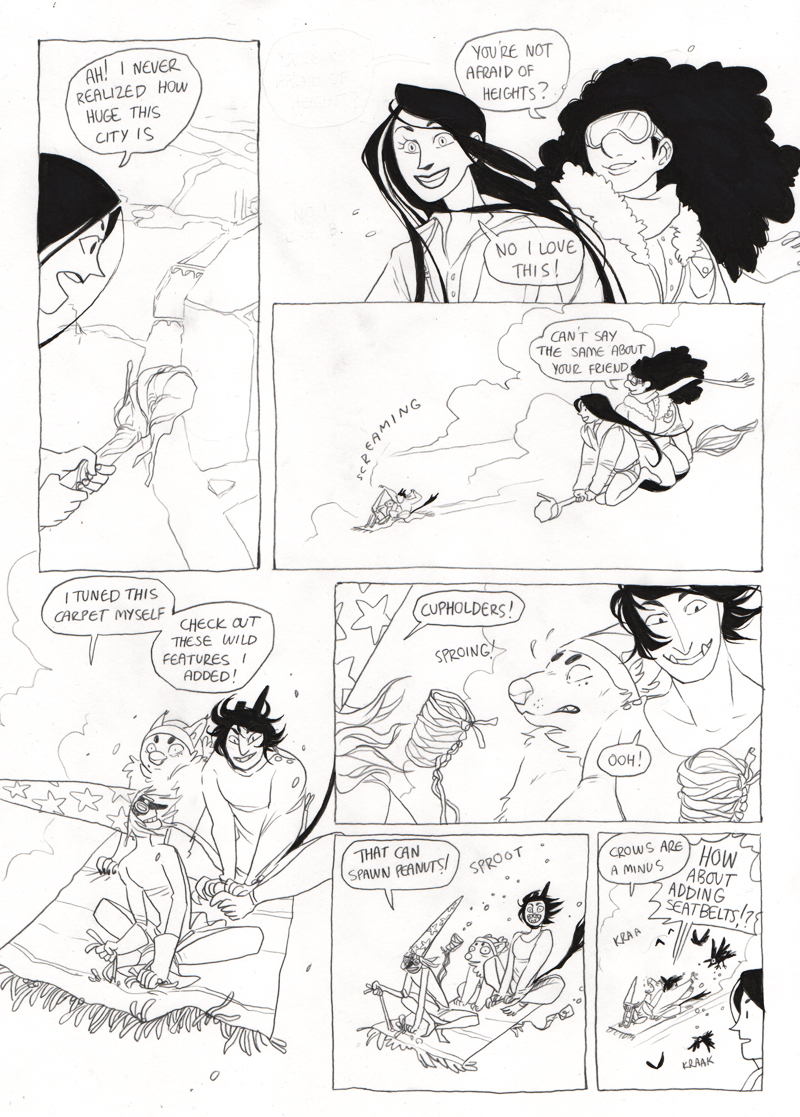 AH! I NEVER
REALIZED HOW
HUGE THIS
CITY IS
YOU'RE NOT
AFRAID OF
HEIGHTS?
NO I LOVE
THIS!
CAN'T SAY
THE SAME ABOUT
YOUR FRIEND
SCREAMING
I TUNED THIS
CARPET MYSELF
CHECK OUT
THESE WILD
FEATURES I
ADDED!
CUPHOLDERS!
SPROING!
OOH!
THAT CAN
SPAWN PEANUTS!
SPROOT
CROWS ARE
A MINUS
HOW
ABOUT
ADDING
SEATBELTS!?
KRAA
KRAAK